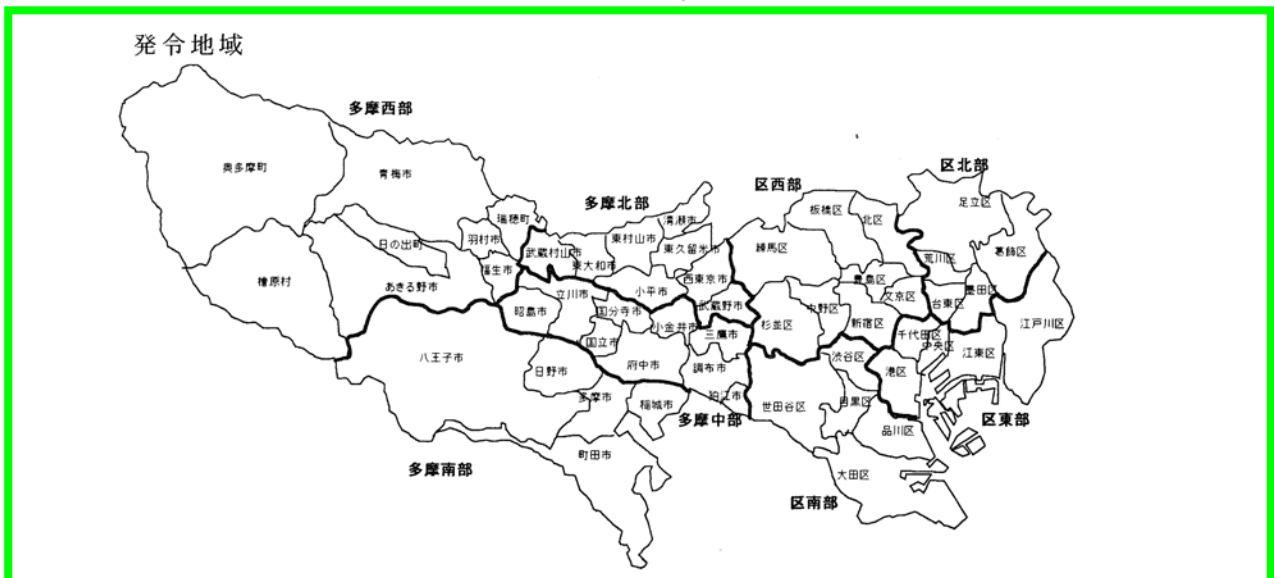 発令地域
多摩西部
奥多摩町
青梅市
瑞穂町
羽村市
日の出町
福生市
檜原村
あきる野市
多摩北部
清瀬市
東村山市
武蔵村山市
東大和市
東久留米市
西東京市
小平市
武蔵野市
区西部
板橋区
北区
練馬区
豊島区
文京区
中野区
杉並区
新宿区
区北部
足立区
荒川区
葛飾区
台東区
墨田区
江戸川区
千代田区
中央区
江東区
港区
区東部
昭島市
立川市
国分寺市
国立市
小金井市
三鷹市
府中市
調布市
狛江市
多摩中部
八王子市
日野市
多摩市
稲城市
町田市
多摩南部
渋谷区
世田谷区
目黒区
品川区
大田区
区南部